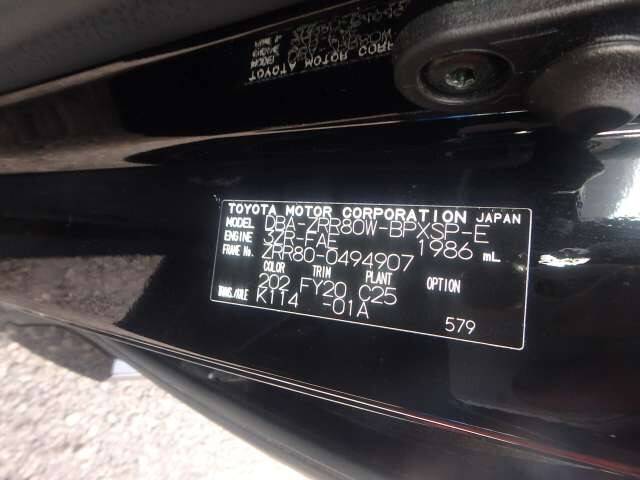 TOYOTA MOTOR CORPORATION JAPAN
MODEL DBA-ZRR80W-BPXSP-E
ENGINE 3ZR-FAE 1986 mL
FRAME No. ZRR80-0494907
COLOR TRIM PLANT OPTION
202 FY20 C25
TRANS./AXLE K114 -01A
579